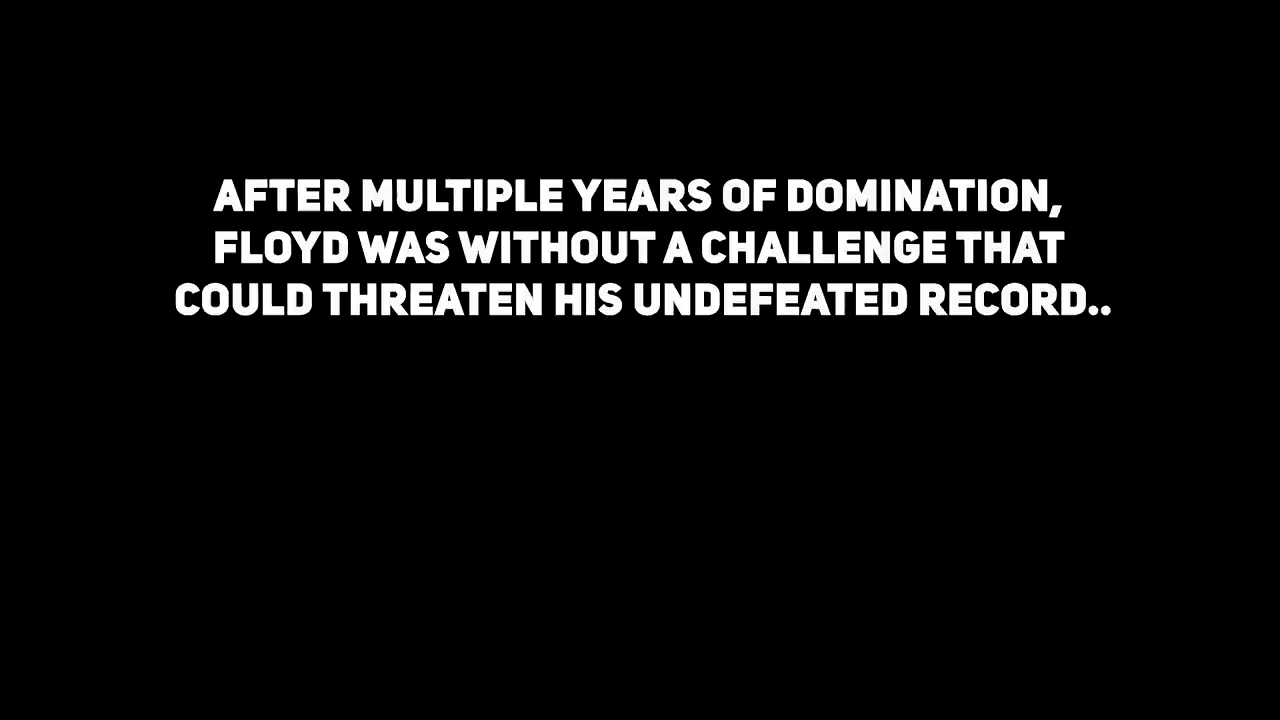 AFTER MULTIPLE YEARS OF DOMINATION,
FLOYD WAS WITHOUT A CHALLENGE THAT
COULD THREATEN HIS UNDEFEATED RECORD..